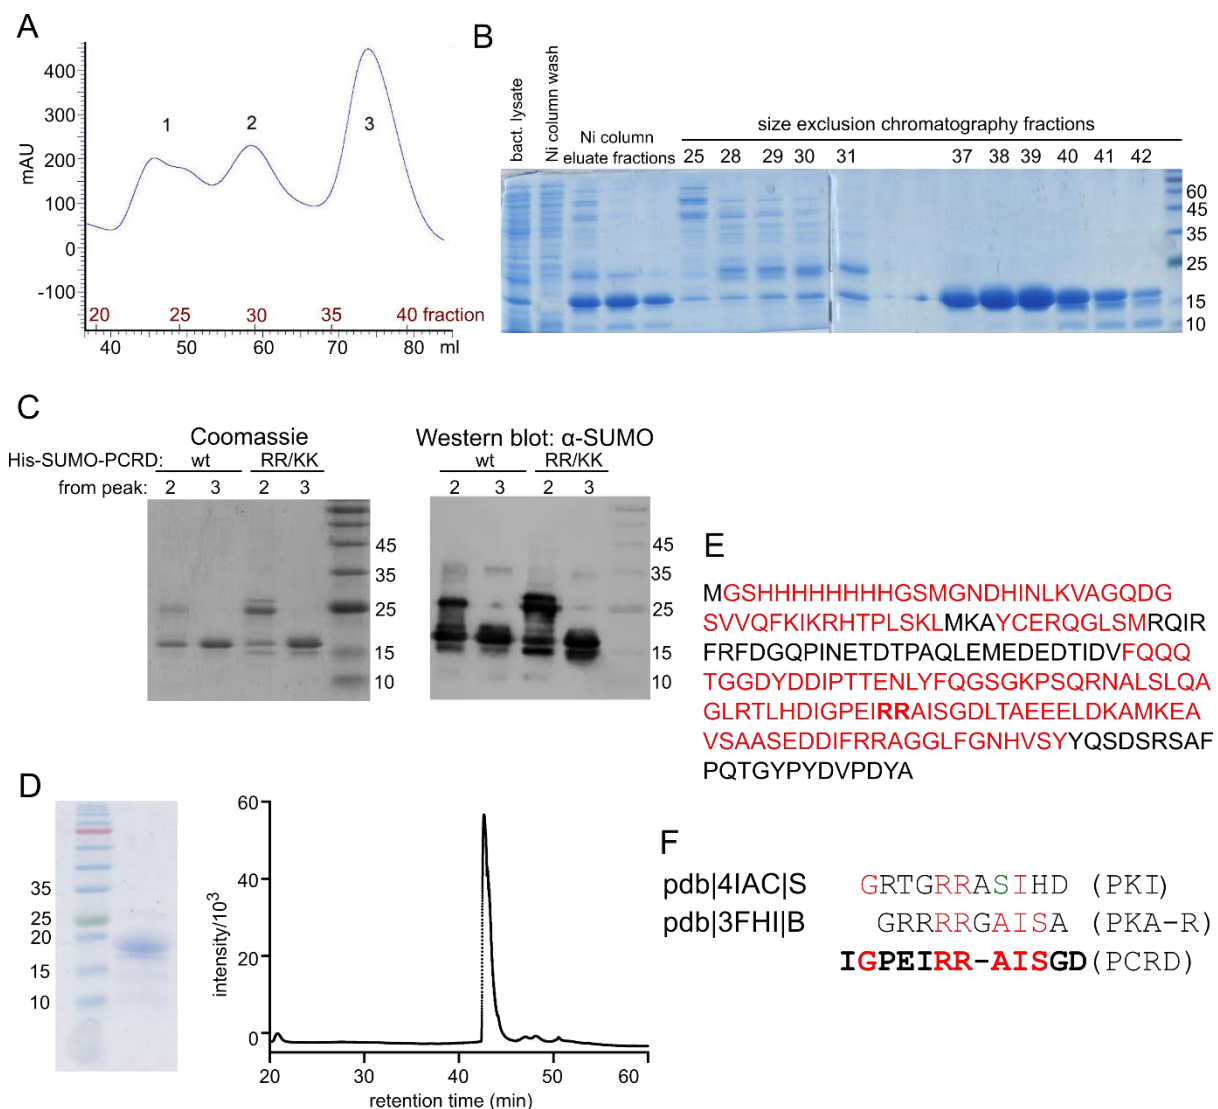 A
mAU
400
300
200
100
0
-100
1
2
3
20 25 30 35 40 fraction
40 50 60 70 80 ml
B
bact. lysate
Ni column wash
Ni column
eluate fractions
size exclusion chromatography fractions
25 28 29 30 31 37 38 39 40 41 42
60
45
35
25
15
10
C
Coomassie
His-SUMO-PCRD: wt RR/KK
from peak: 2 3 2 3
45
35
25
15
10
Western blot: α-SUMO
wt RR/KK
2 3 2 3
45
35
25
15
10
E
MGSHHHHHHHHGSMGNDHINLKVAGQDG
SVVQFKIKRHTPLSKLMKAYCERQGLSMRQIR
FRFDGQPINETDTPAQLEMEDEDTIDVFQQQ
TGGDYDDIPTTENLYFQGSGKPSQRNALSLQA
GLRTLHDIGPEIRRAISGDLTAEEELDKAMKEA
VSAASEDDIFRRAGGLFGNHVSYYQSDSRSAF
PQTGYPYDVPDYA
D
35
25
20
15
10
intensity/10³
60
40
20
0
20 30 40 50 60
retention time (min)
F
pdb|4IAC|S GRTGRRASIHD (PKI)
pdb|3FHI|B GRRRRGAISA (PKA-R)
IGPEIRR-AISGD(PCRD)